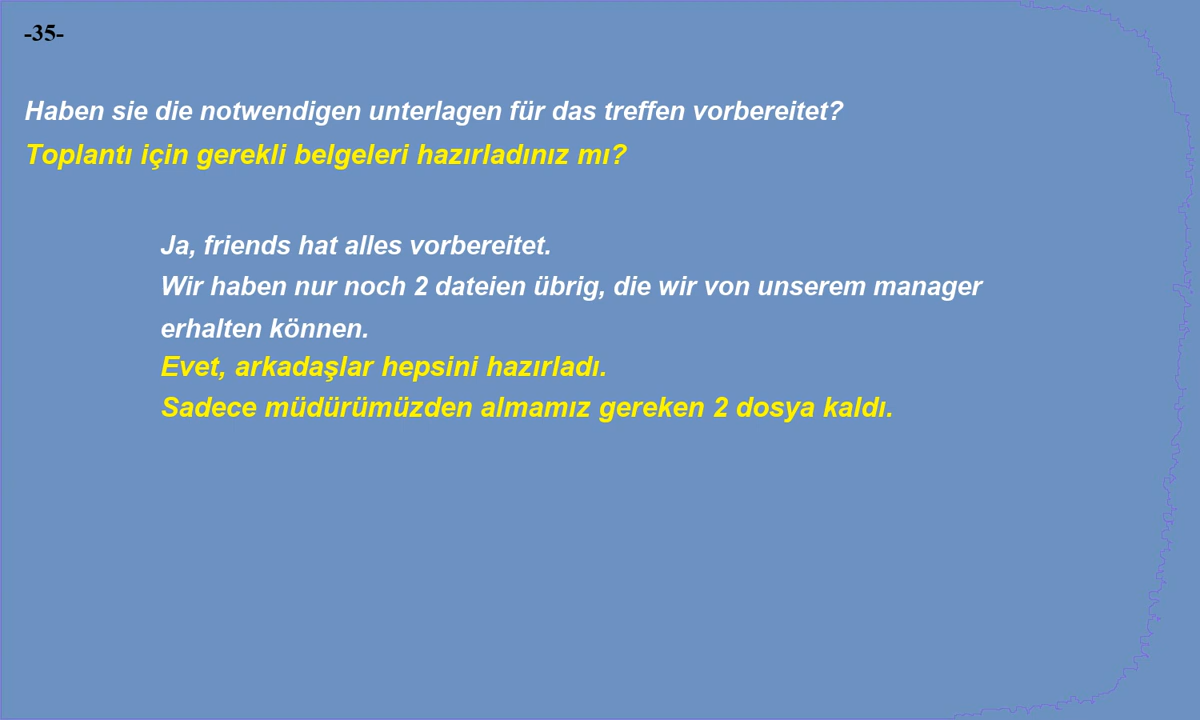 -35-
Haben sie die notwendigen unterlagen für das treffen vorbereitet?
Toplantı için gerekli belgeleri hazırladınız mı?
Ja, friends hat alles vorbereitet.
Wir haben nur noch 2 dateien übrig, die wir von unserem manager
erhalten können.
Evet, arkadaşlar hepsini hazırladı.
Sadece müdürümüzden almamız gereken 2 dosya kaldı.